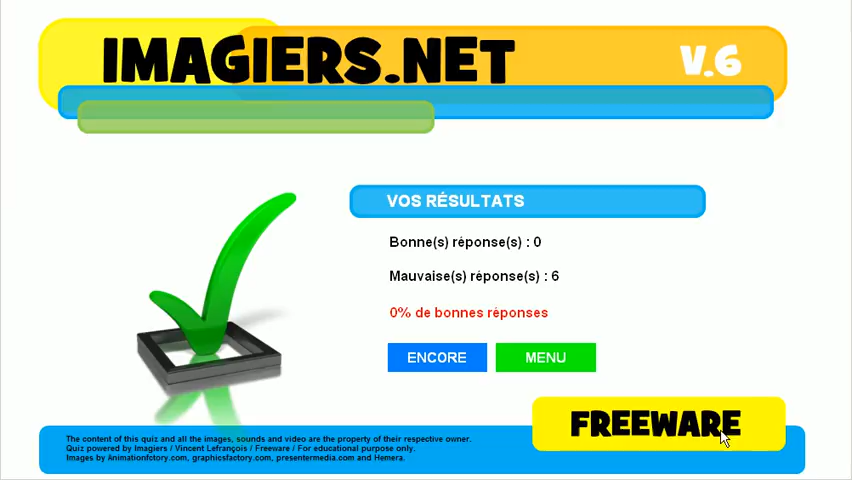 IMAGIERS.NET
V.6
VOS RÉSULTATS
Bonne(s) réponse(s) : 0
Mauvaise(s) réponse(s) : 6
0% de bonnes réponses
ENCORE
MENU
FREEWARE
The content of this quiz and all the images, sounds and video are the property of their respective owner.
Quiz powered by Imagiers / Vincent Lefrançois / Freeware / For educational purpose only.
Images by Animationfctory.com, graphicsfactory.com, presentermedia.com and Hemera.